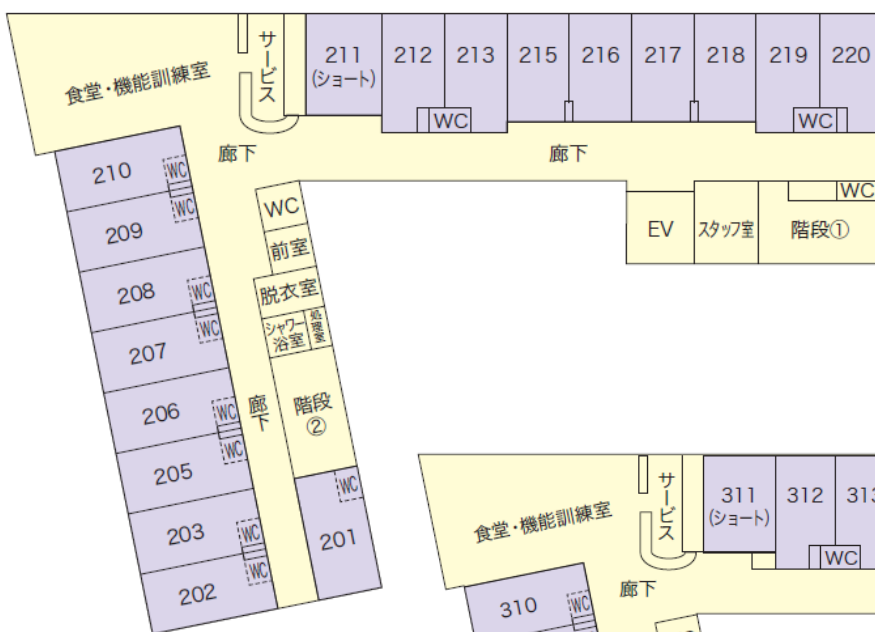 サービス
食堂・機能訓練室
211
(ショート)
212
213
215
216
217
218
219
220
WC
WC
廊下
廊下
210
WC
WC
209
208
WC
WC
207
206
WC
WC
205
203
WC
WC
202
WC
前室
脱衣室
シャワー
浴室
処理室
廊下
階段
②
WC
201
EV
スタッフ室
階段①
WC
サービス
食堂・機能訓練室
311
(ショート)
312
WC
廊下
310
WC